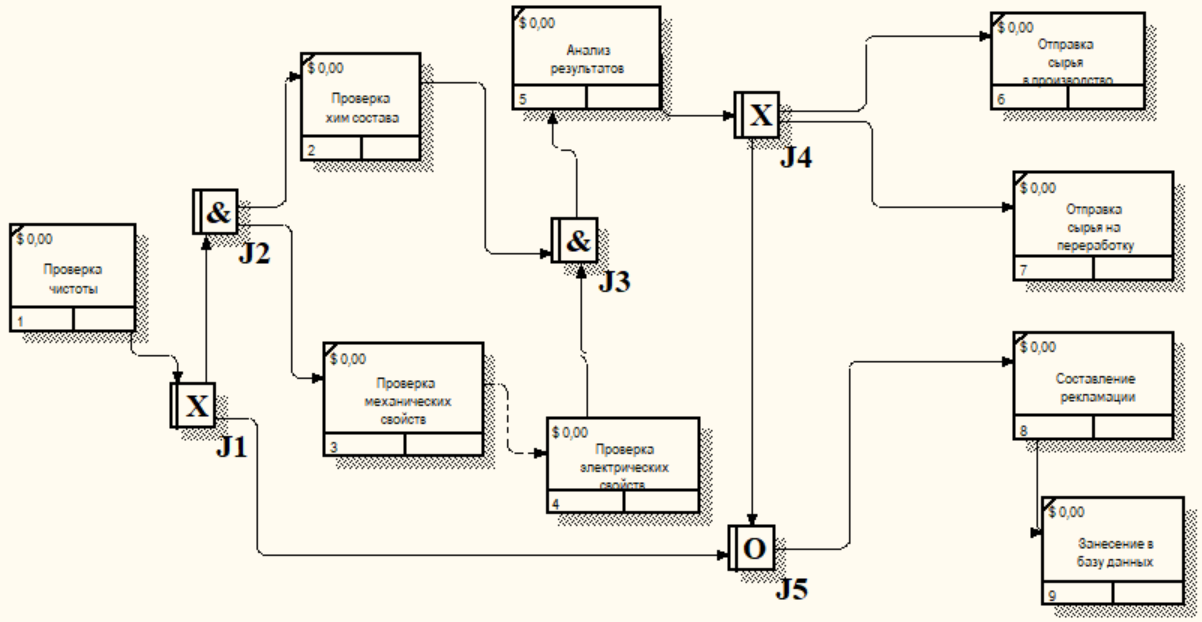 $ 0,00
Проверка
чистоты
1
X
J1
&
J2
$ 0,00
Проверка
хим состава
2
$ 0,00
Проверка
механических
свойств
3
$ 0,00
Проверка
электрических
свойств
4
&
J3
$ 0,00
Анализ
результатов
5
X
J4
$ 0,00
Отправка
сырья
в производство
6
$ 0,00
Отправка
сырья на
переработку
7
O
J5
$ 0,00
Составление
рекламации
8
$ 0,00
Занесение в
базу данных
9